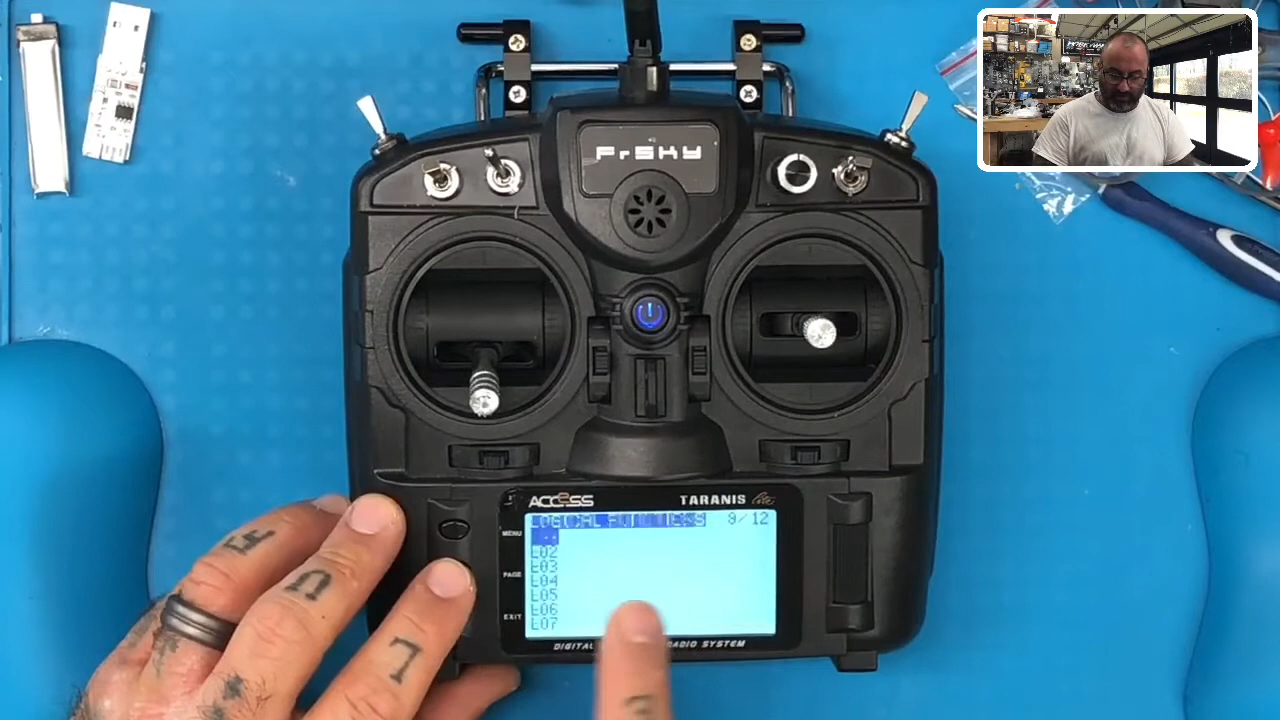 FrSKY
ACCESS
TARANIS
LOGICAL FUNCTIONS 9/12
MENU
L02
L03
PAGE
L04
L05
L06
EXIT
L07
DIGITAL RADIO SYSTEM